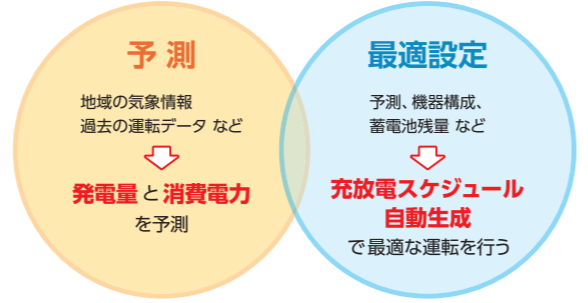 予測
地域の気象情報
過去の運転データ など
発電量と消費電力
を予測
最適設定
予測、機器構成、
蓄電池残量 など
充放電スケジュール
自動生成
で最適な運転を行う